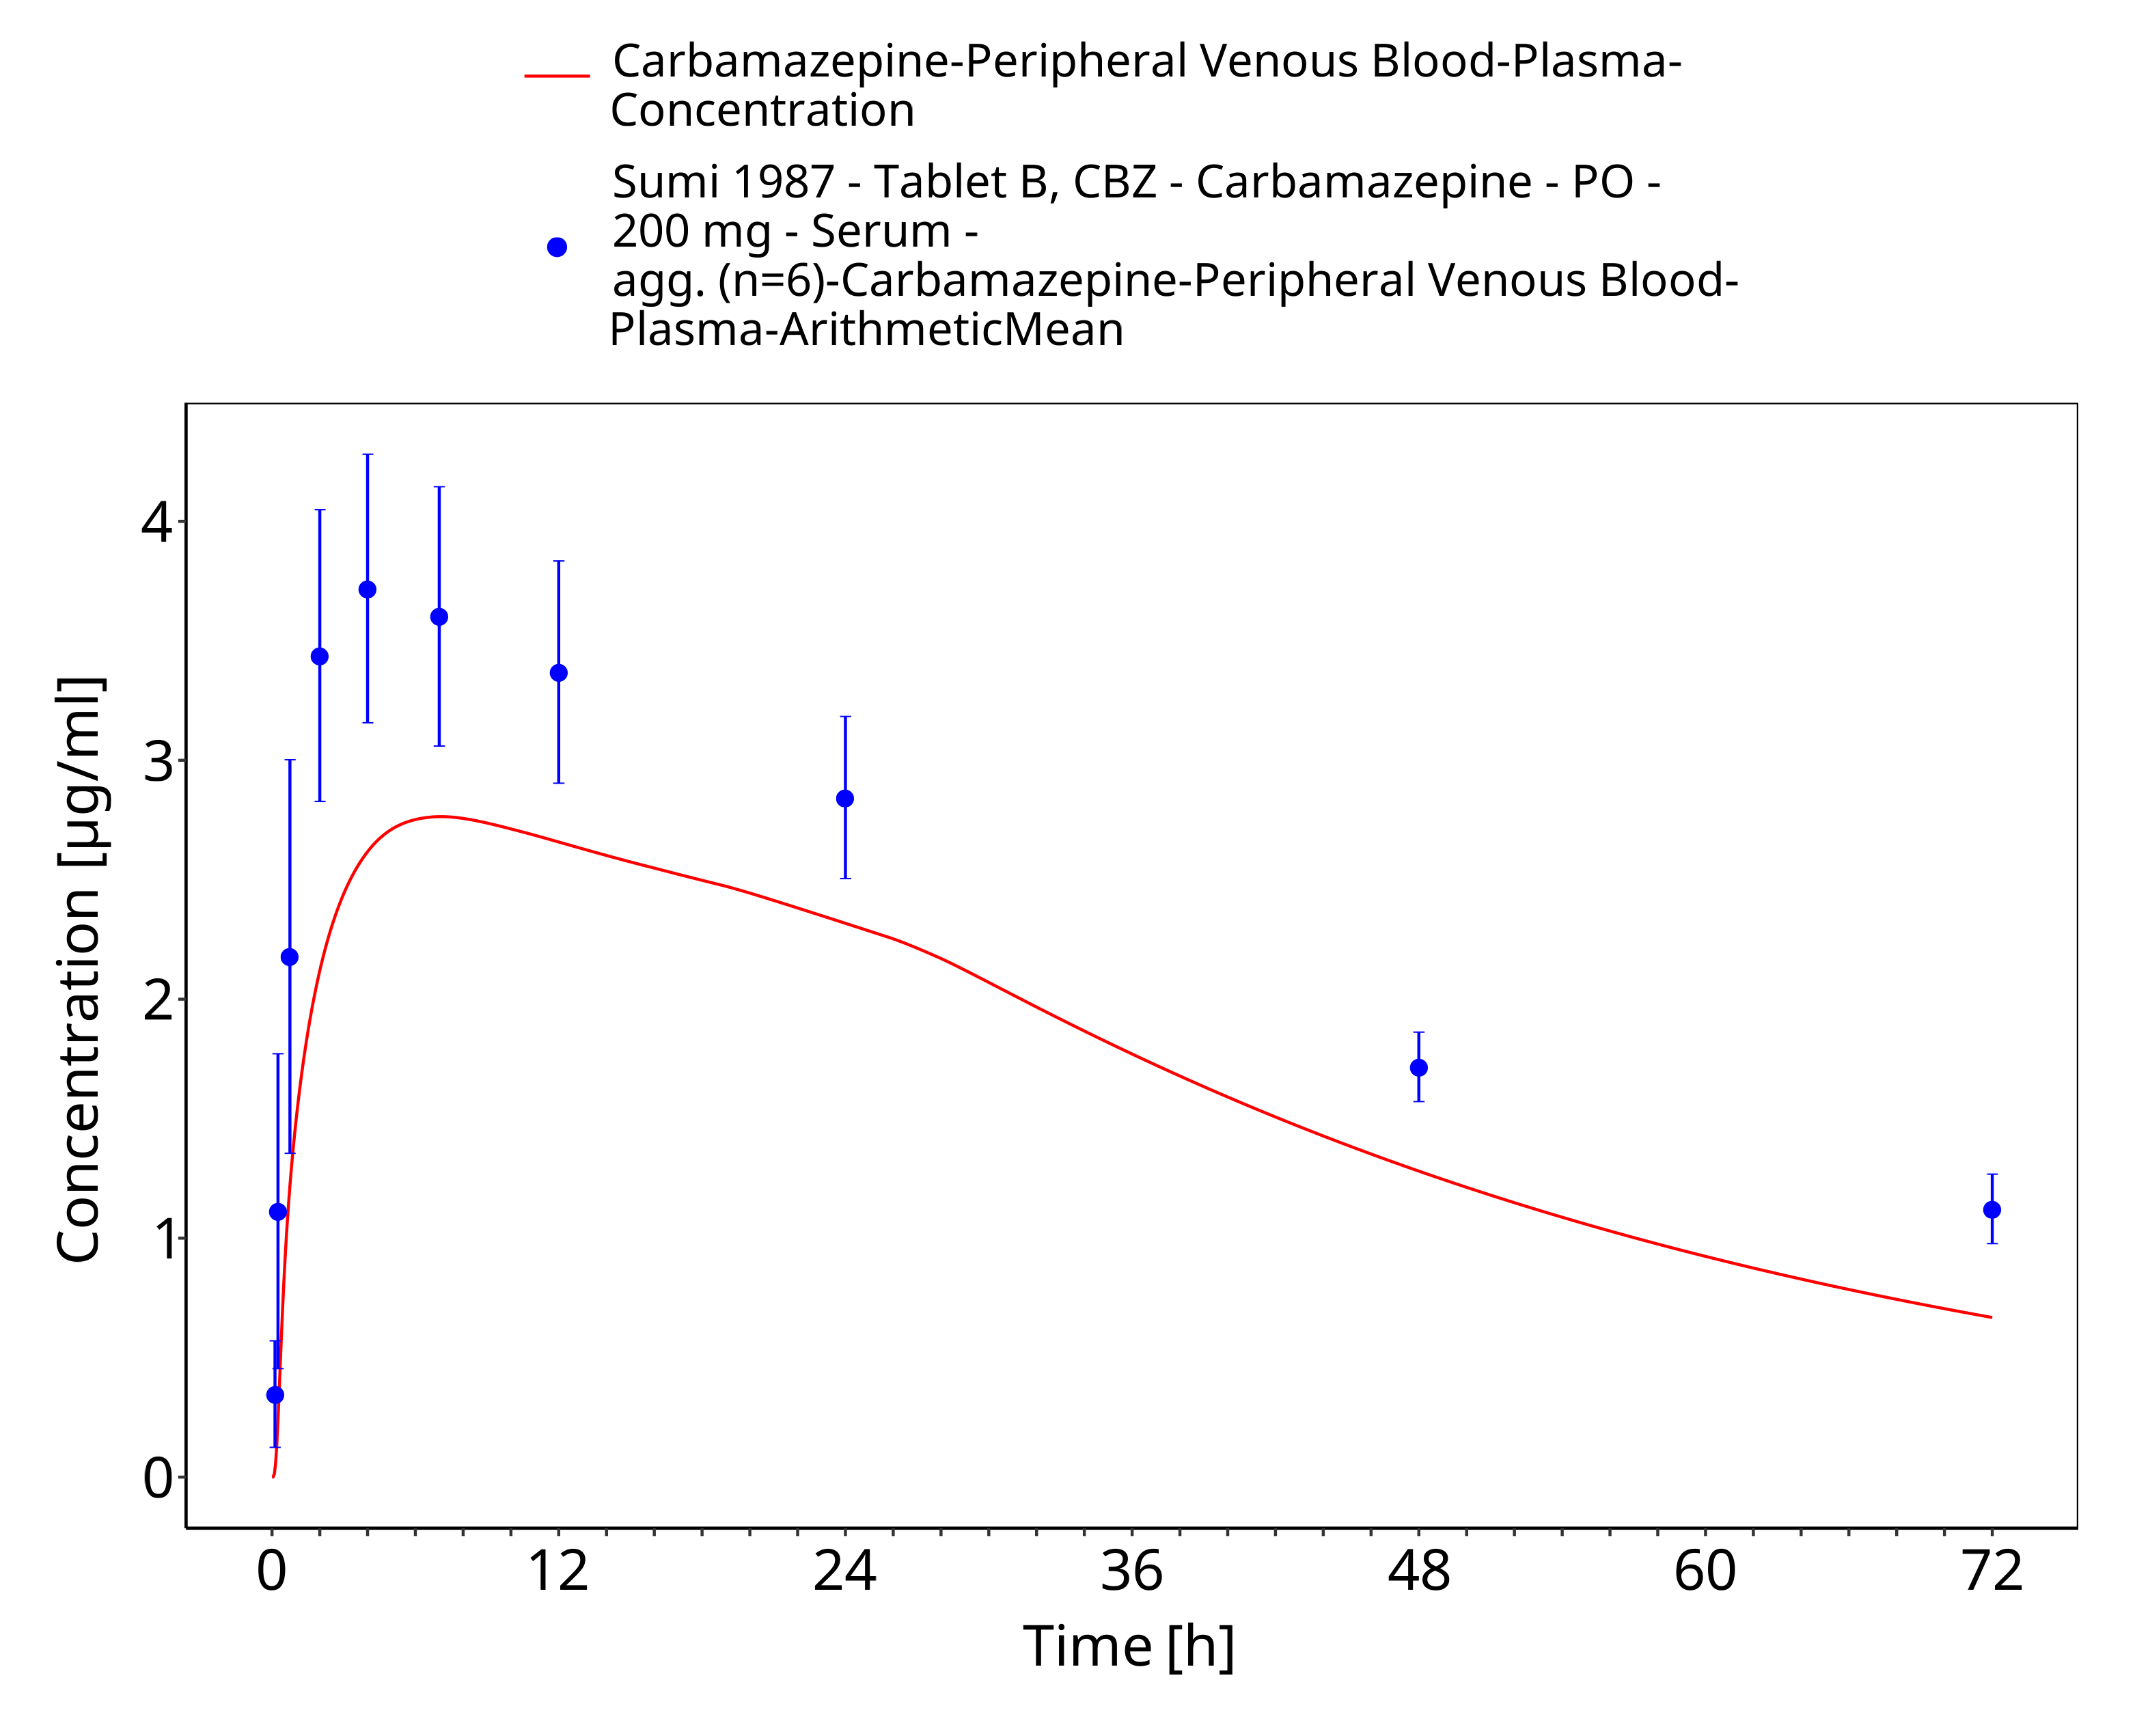 Carbamazepine-Peripheral Venous Blood-Plasma-
Concentration
Sumi 1987 - Tablet B, CBZ - Carbamazepine - PO -
200 mg - Serum -
agg. (n=6)-Carbamazepine-Peripheral Venous Blood-
Plasma-ArithmeticMean
Concentration [µg/ml]
4
3
2
1
0
0 12 24 36 48 60 72
Time [h]